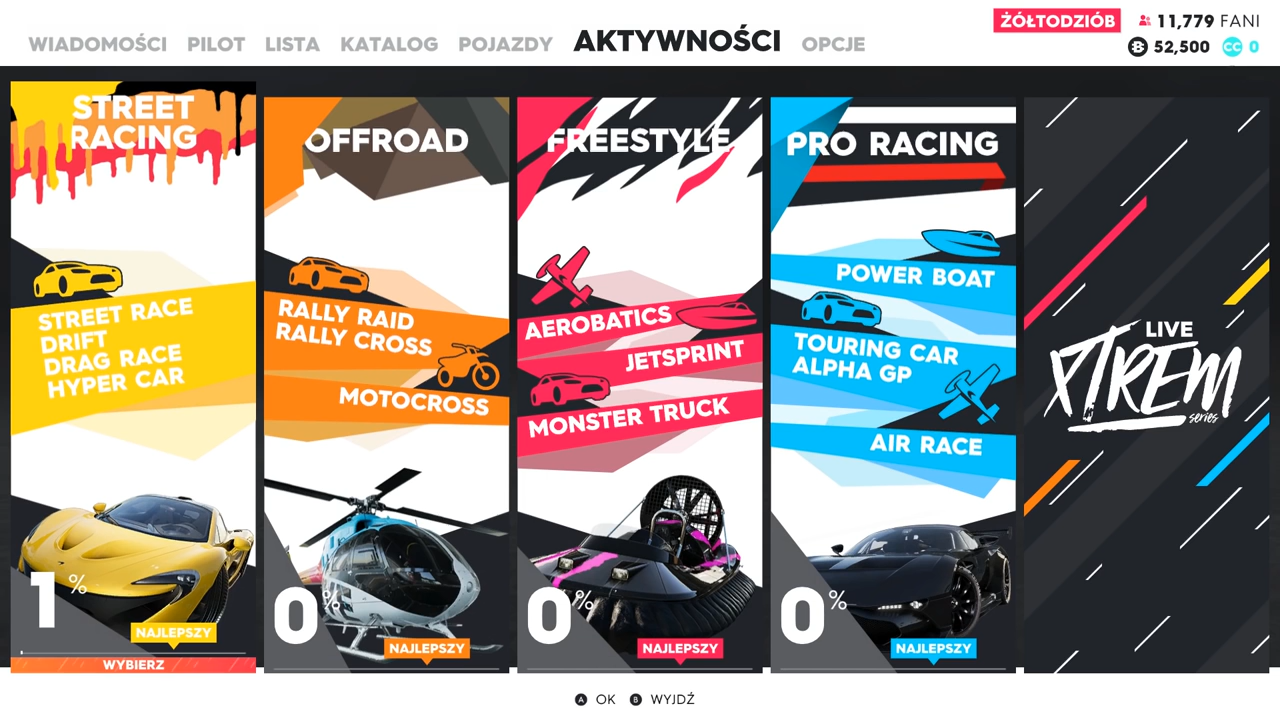 WIADOMOŚCI PILOT LISTA KATALOG POJAZDY AKTYWNOŚCI OPCJE
ŻÓŁTODZIÓB 11,779 FANI
52,500 CC 0
STREET
RACING
STREET RACE
DRIFT
DRAG RACE
HYPER CAR
1%
NAJLEPSZY
WYBIERZ
OFFROAD
RALLY RAID
RALLY CROSS
MOTOCROSS
0%
NAJLEPSZY
FREESTYLE
AEROBATICS
JETSPRINT
MONSTER TRUCK
0%
NAJLEPSZY
PRO RACING
POWER BOAT
TOURING CAR
ALPHA GP
AIR RACE
0%
NAJLEPSZY
LIVE
XTREM
series
A OK B WYJDŹ